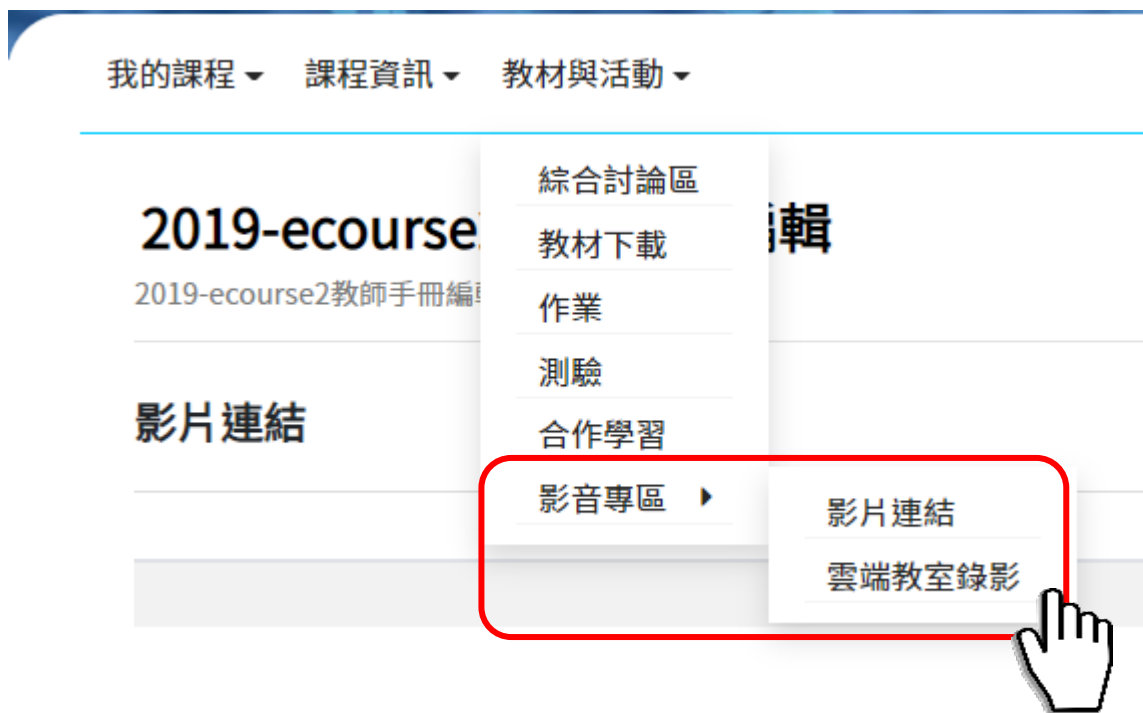 我的課程 課程資訊 教材與活動
綜合討論區
2019-ecourse 輯
教材下載
2019-ecourse2教師手冊編
作業
測驗
影片連結
合作學習
影音專區
影片連結
雲端教室錄影